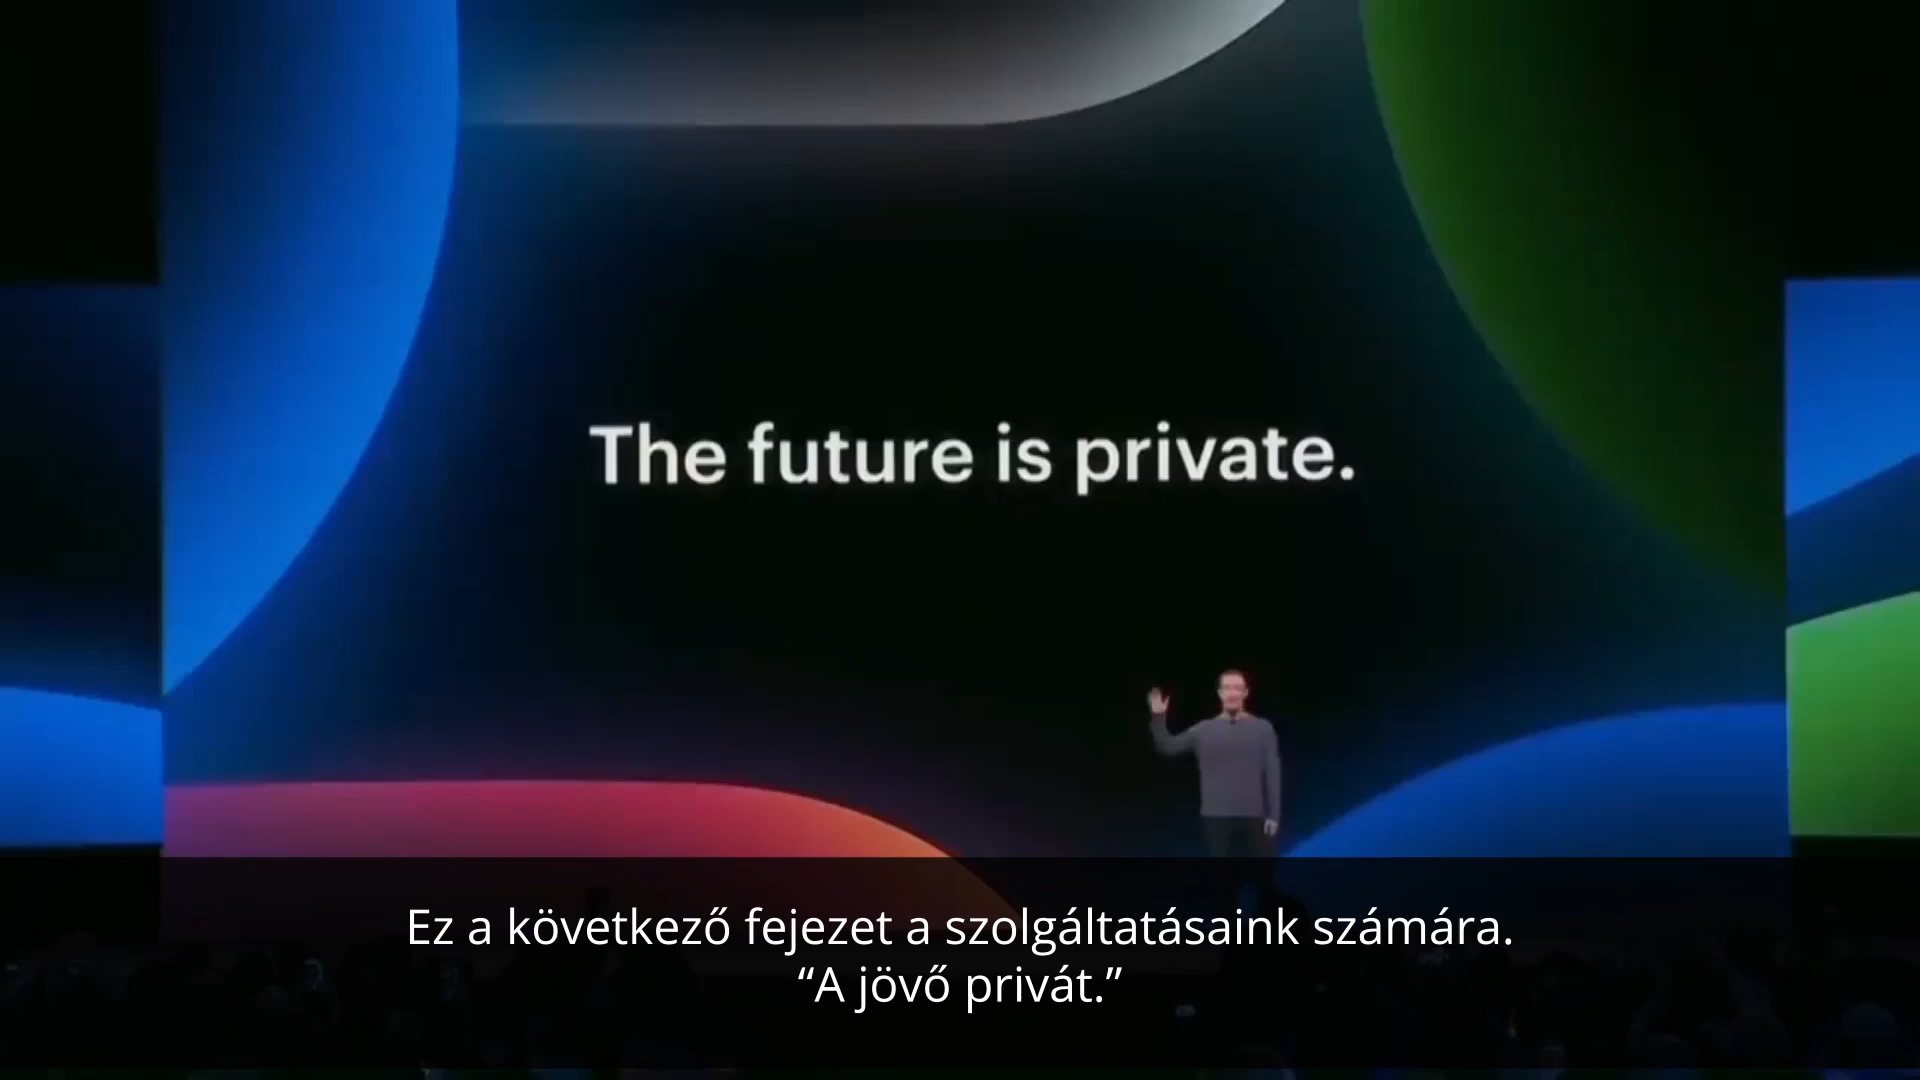 The future is private.
Ez a következő fejezet a szolgáltatásaink számára.
“A jövő privát.”